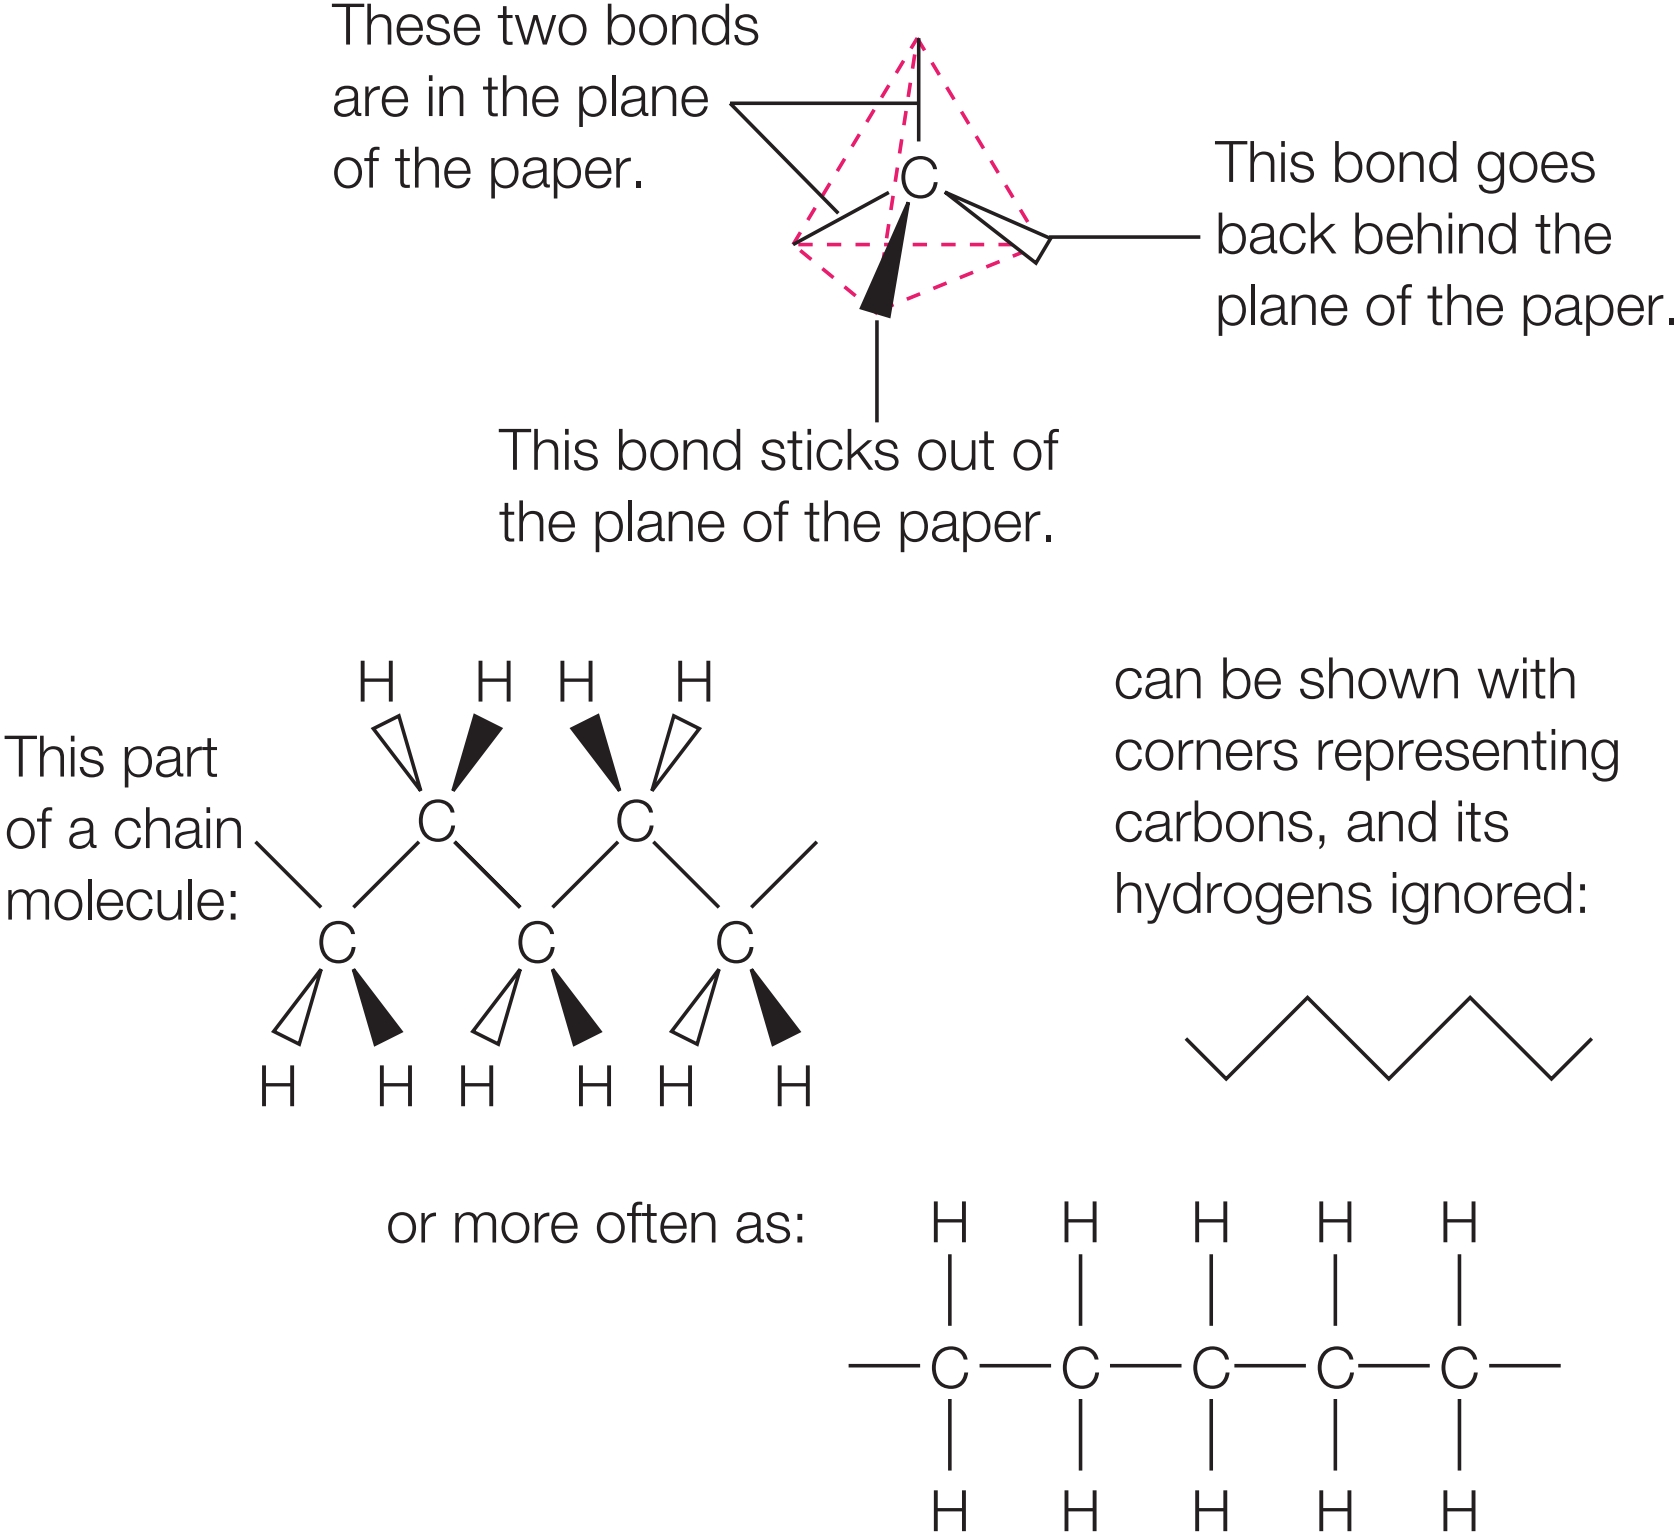 These two bonds
are in the plane
of the paper.
C
This bond goes
back behind the
plane of the paper.
This bond sticks out of
the plane of the paper.
This part
of a chain
molecule:
H H H H
C C
C C C
H H H H H H
can be shown with
corners representing
carbons, and its
hydrogens ignored:
or more often as:
H H H H H
C C C C C
H H H H H